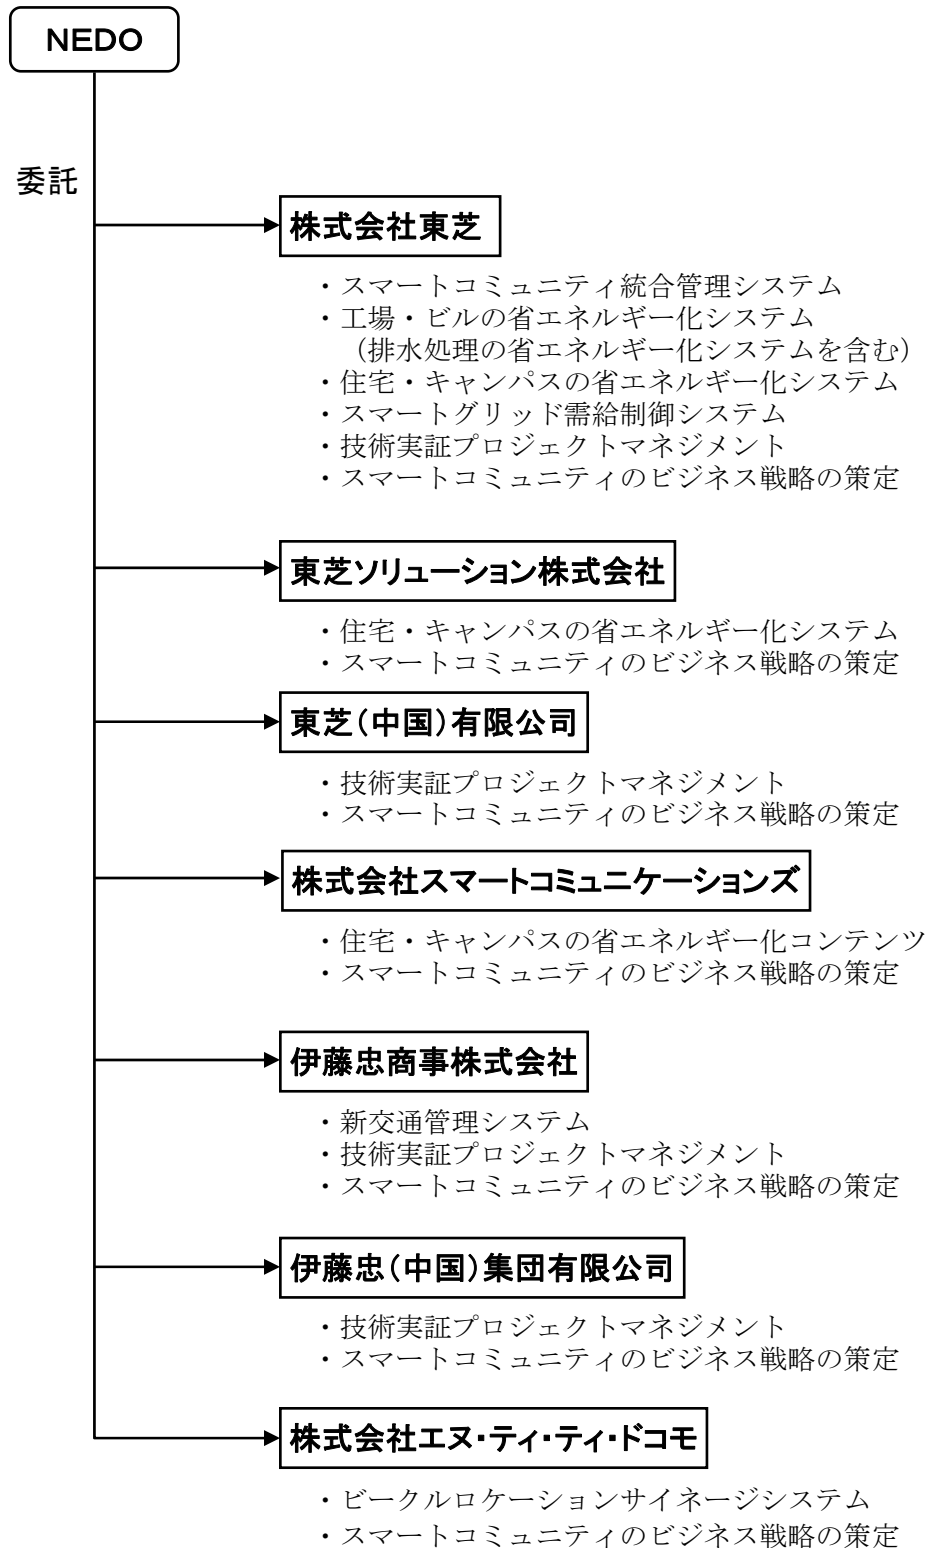 NEDO
委託
株式会社東芝
・スマートコミュニティ統合管理システム
・工場・ビルの省エネルギー化システム
（排水処理の省エネルギー化システムを含む）
・住宅・キャンパスの省エネルギー化システム
・スマートグリッド需給制御システム
・技術実証プロジェクトマネジメント
・スマートコミュニティのビジネス戦略の策定
東芝ソリューション株式会社
・住宅・キャンパスの省エネルギー化システム
・スマートコミュニティのビジネス戦略の策定
東芝（中国）有限公司
・技術実証プロジェクトマネジメント
・スマートコミュニティのビジネス戦略の策定
株式会社スマートコミュニケーションズ
・住宅・キャンパスの省エネルギー化コンテンツ
・スマートコミュニティのビジネス戦略の策定
伊藤忠商事株式会社
・新交通管理システム
・技術実証プロジェクトマネジメント
・スマートコミュニティのビジネス戦略の策定
伊藤忠（中国）集団有限公司
・技術実証プロジェクトマネジメント
・スマートコミュニティのビジネス戦略の策定
株式会社エヌ・ティ・ティ・ドコモ
・ビークルロケーションサイネージシステム
・スマートコミュニティのビジネス戦略の策定